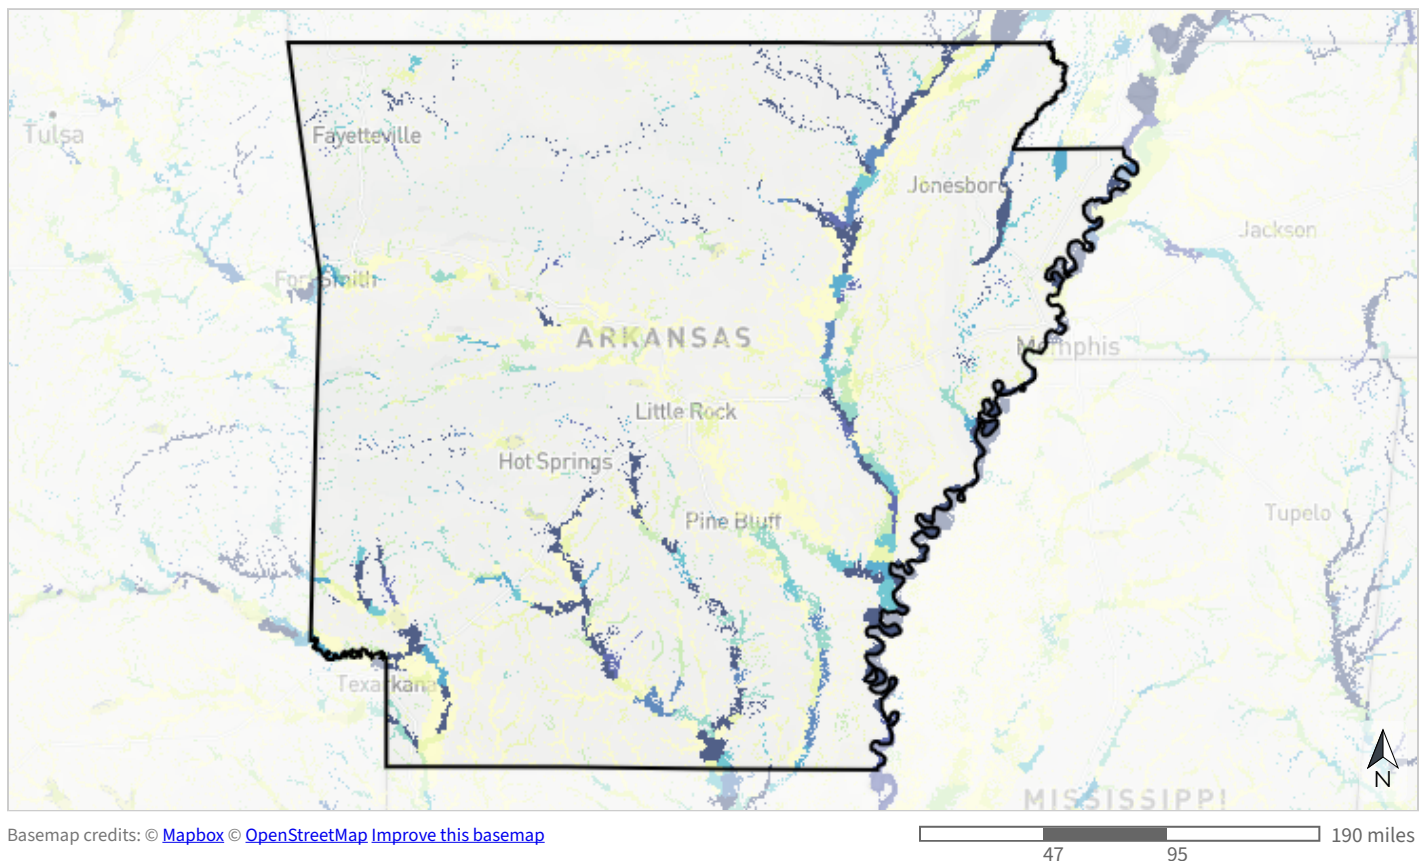 Tulsa
Fayetteville
Jonesboro
Jackson
Fort Smith
ARKANSAS
Memphis
Little Rock
Hot Springs
Pine Bluff
Tupelo
Texarkana
N
MISSISSIPPI
Basemap credits: © Mapbox © OpenStreetMap Improve this basemap
190 miles
47 95